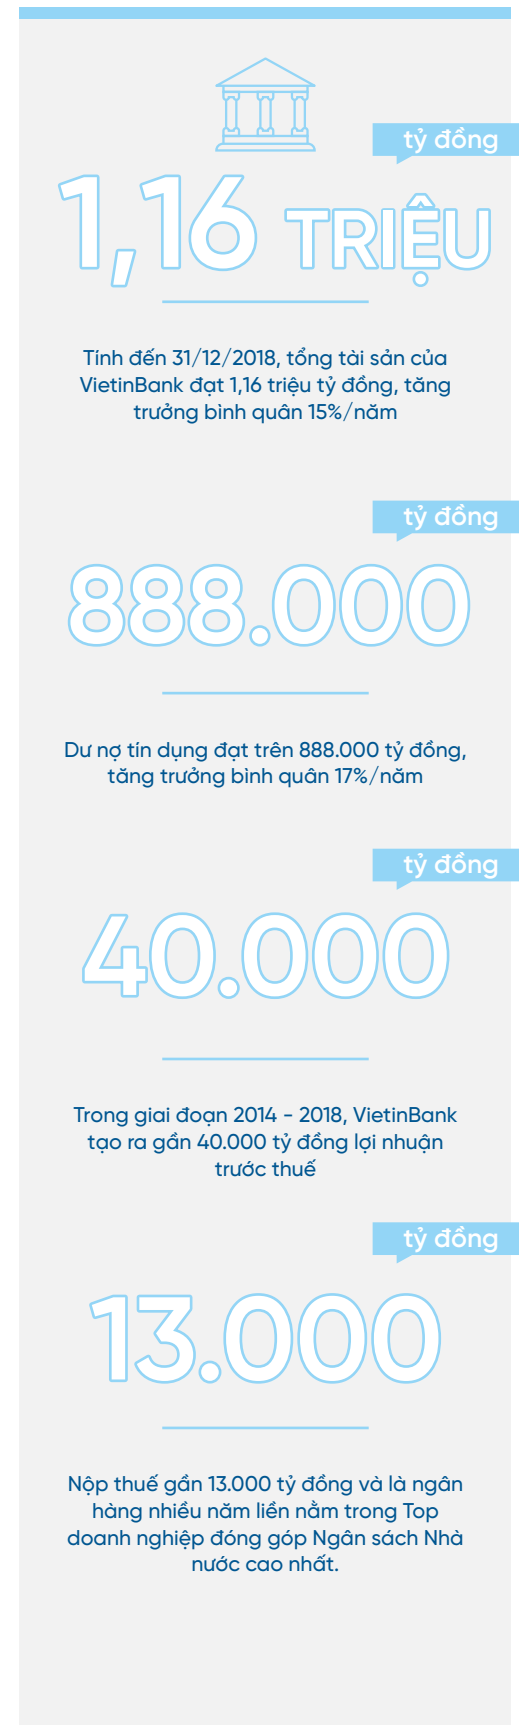 tỷ đồng
1,16 TRIỆU
Tính đến 31/12/2018, tổng tài sản của
VietinBank đạt 1,16 triệu tỷ đồng, tăng
trưởng bình quân 15%/năm
tỷ đồng
888.000
Dư nợ tín dụng đạt trên 888.000 tỷ đồng,
tăng trưởng bình quân 17%/năm
tỷ đồng
40.000
Trong giai đoạn 2014 - 2018, VietinBank
tạo ra gần 40.000 tỷ đồng lợi nhuận
trước thuế
tỷ đồng
13.000
Nộp thuế gần 13.000 tỷ đồng và là ngân
hàng nhiều năm liền nằm trong Top
doanh nghiệp đóng góp Ngân sách Nhà
nước cao nhất.